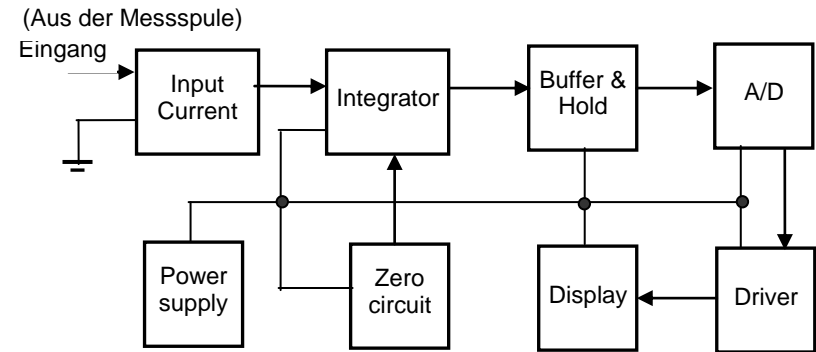 (Aus der Messspule)
Eingang
Input
Current
Integrator
Buffer &
Hold
A/D
Power
supply
Zero
circuit
Display
Driver